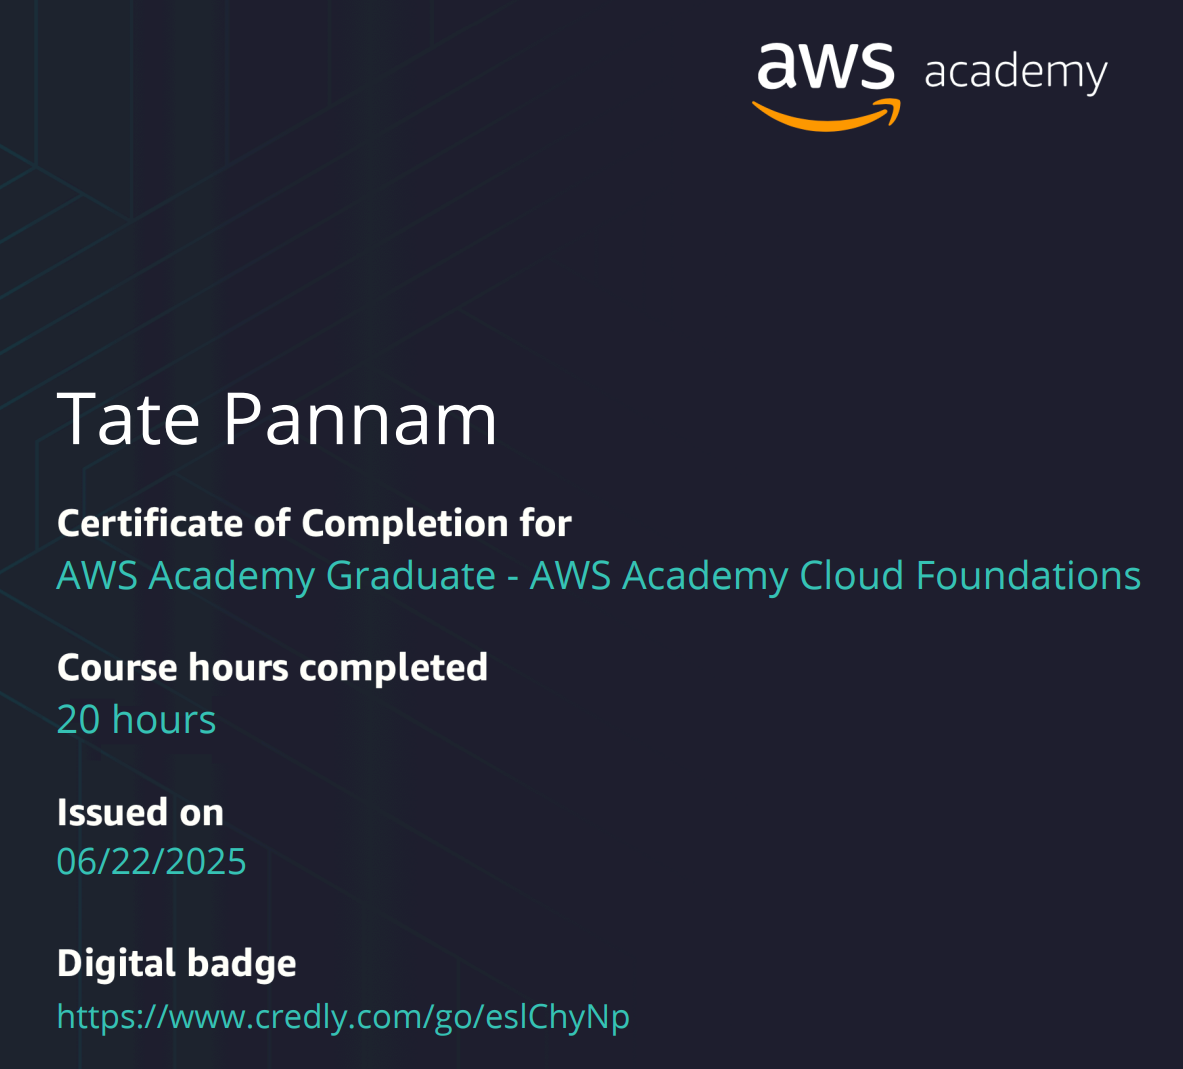 aws academy
Tate Pannam
Certificate of Completion for
AWS Academy Graduate - AWS Academy Cloud Foundations
Course hours completed
20 hours
Issued on
06/22/2025
Digital badge
https://www.credly.com/go/eslChyNp